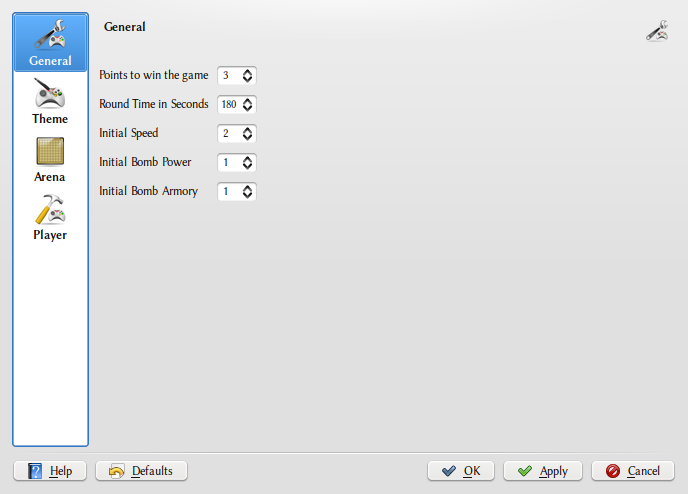 General
Theme
Arena
Player
General
Points to win the game 3
Round Time in Seconds 180
Initial Speed 2
Initial Bomb Power 1
Initial Bomb Armory 1
Help Defaults OK Apply Cancel